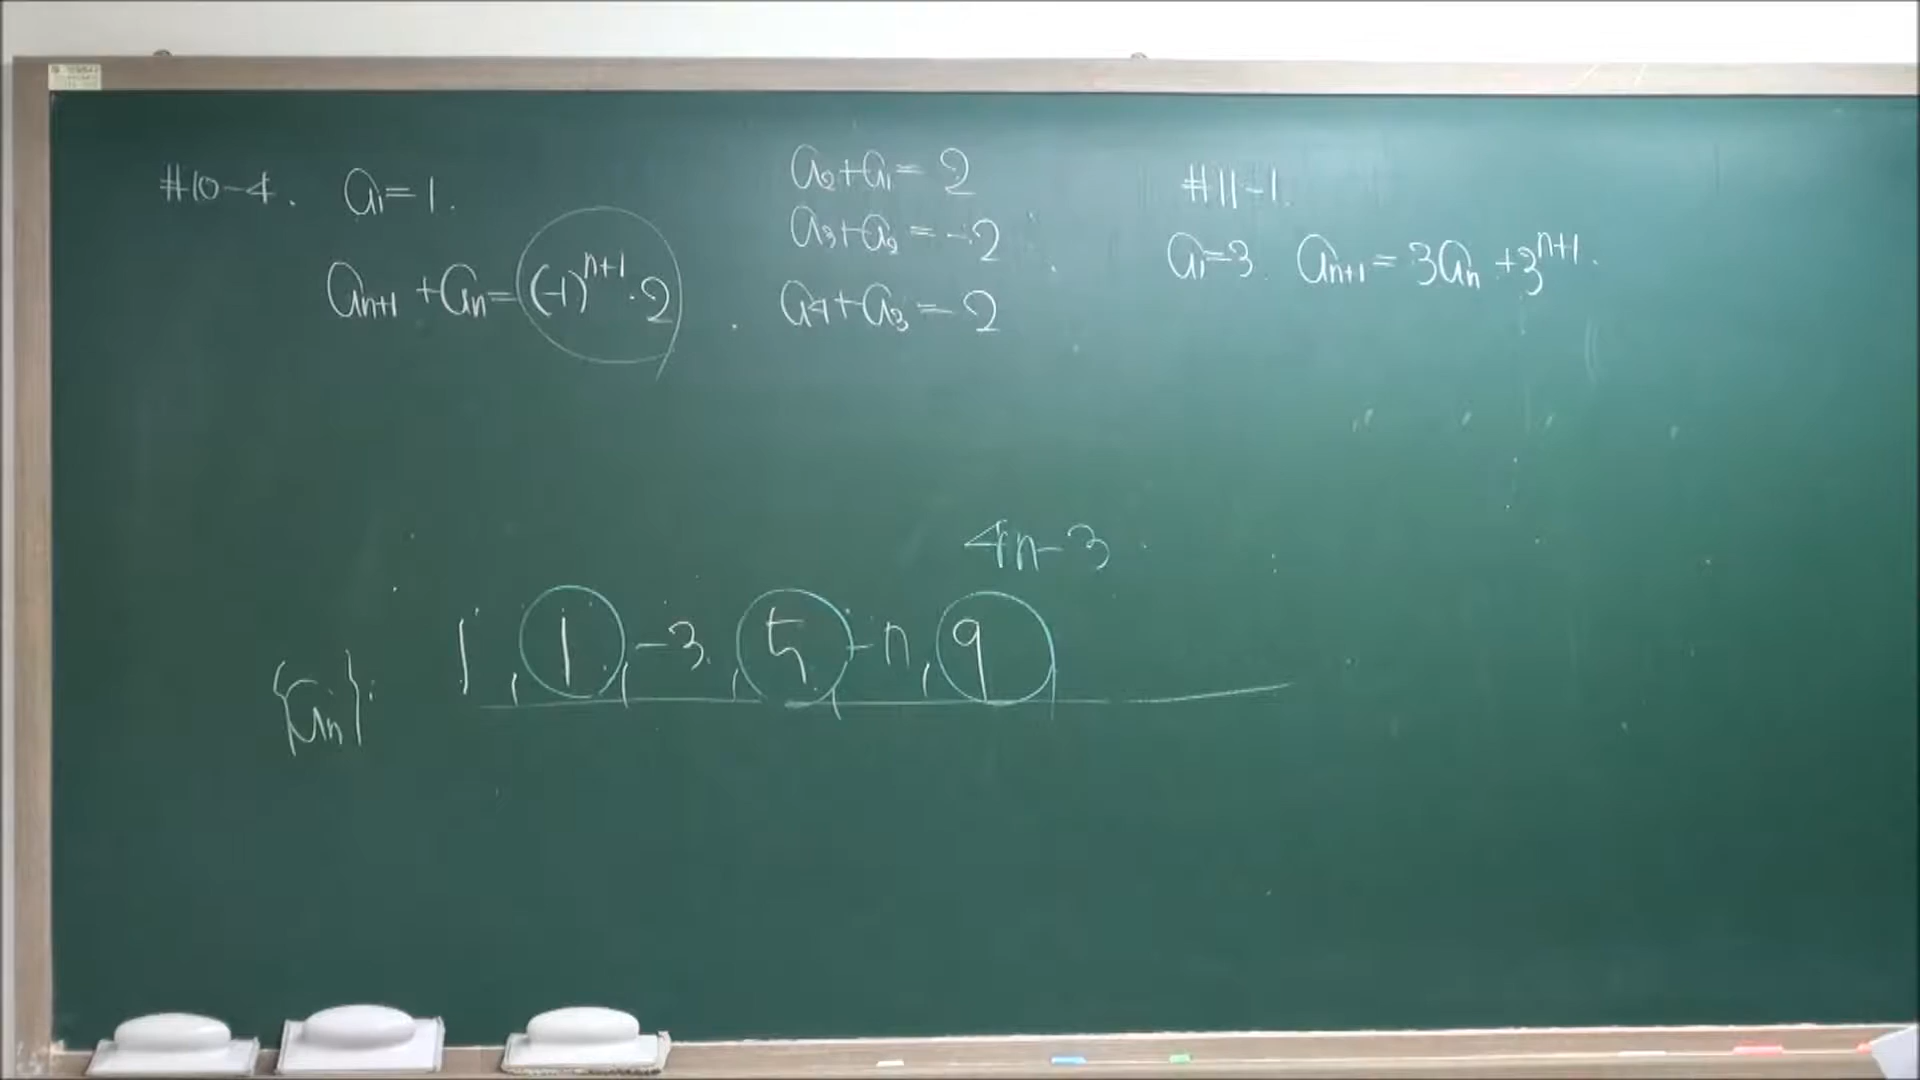 #10-4. a₁=1.
aₙ₊₁+aₙ=(-1)ⁿ⁺¹·2
a₂+a₁=2
a₃+a₂=-2
a₄+a₃=2
#11-1.
a₁=3. aₙ₊₁=3aₙ+3ⁿ⁺¹.
4n-3
{aₙ}: 1, 1, -3, 5, -7, 9